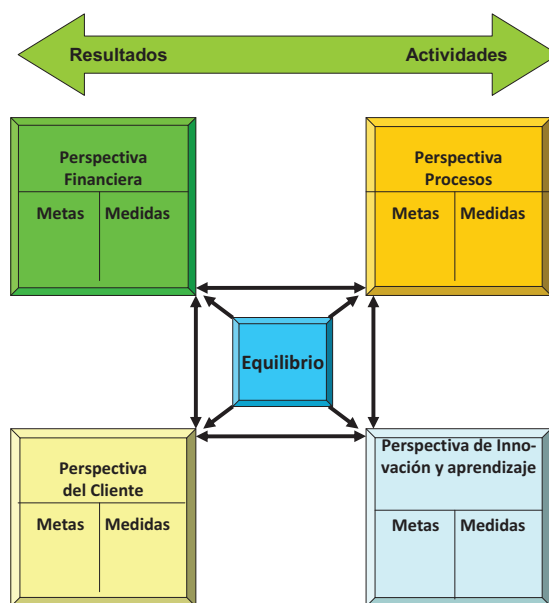 Resultados Actividades
Perspectiva
Financiera
Metas Medidas
Perspectiva
Procesos
Metas Medidas
Equilibrio
Perspectiva
del Cliente
Metas Medidas
Perspectiva de Inno-
vación y aprendizaje
Metas Medidas